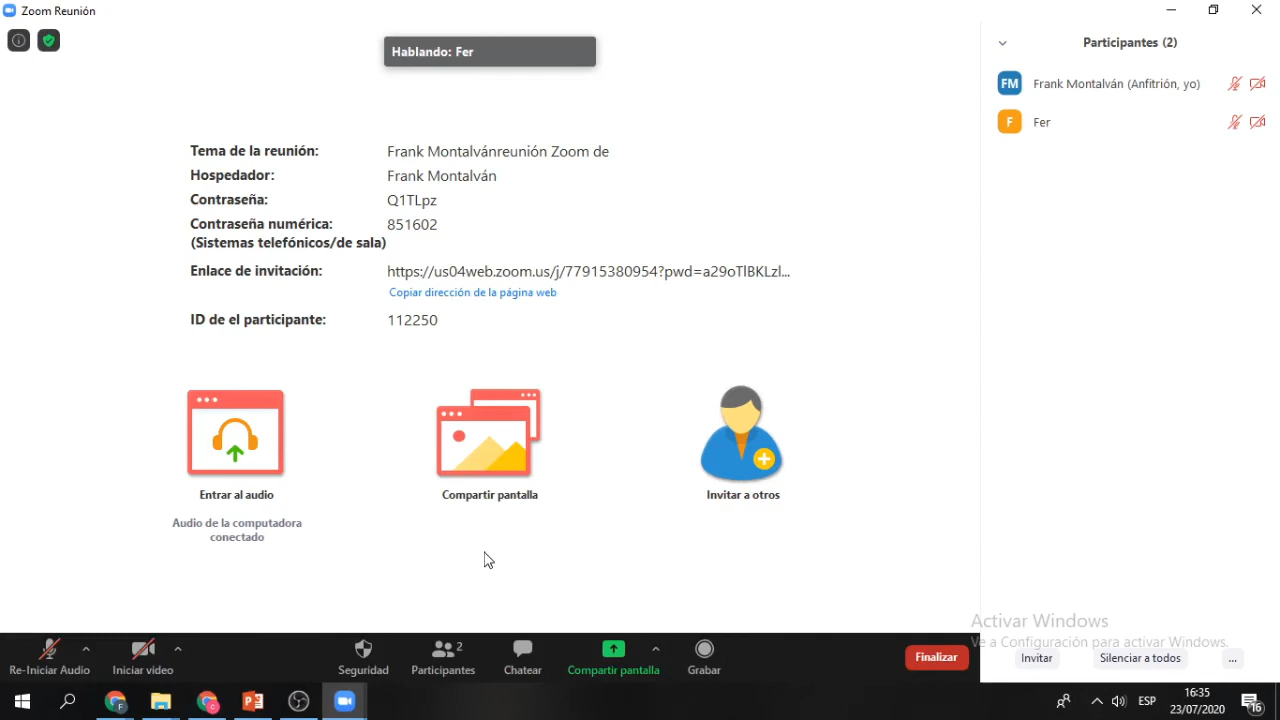 Zoom Reunión
Hablando: Fer
Participantes (2)
FM Frank Montalván (Anfitrión, yo)
F Fer
Tema de la reunión: Frank Montalvánreunión Zoom de
Hospedador: Frank Montalván
Contraseña: Q1TLpz
Contraseña numérica: 851602
(Sistemas telefónicos/de sala)
Enlace de invitación: https://us04web.zoom.us/j/77915380954?pwd=a29oTlBKLzl...
Copiar dirección de la página web
ID de el participante: 112250
Entrar al audio
Compartir pantalla
Invitar a otros
Audio de la computadora
conectado
Activar Windows
Ve a Configuración para activar Windows.
Re-Iniciar Audio
Iniciar video
Seguridad
2
Participantes
Chatear
Compartir pantalla
Grabar
Finalizar
Invitar
Silenciar a todos
...
F
C
ESP
16:35
23/07/2020
16